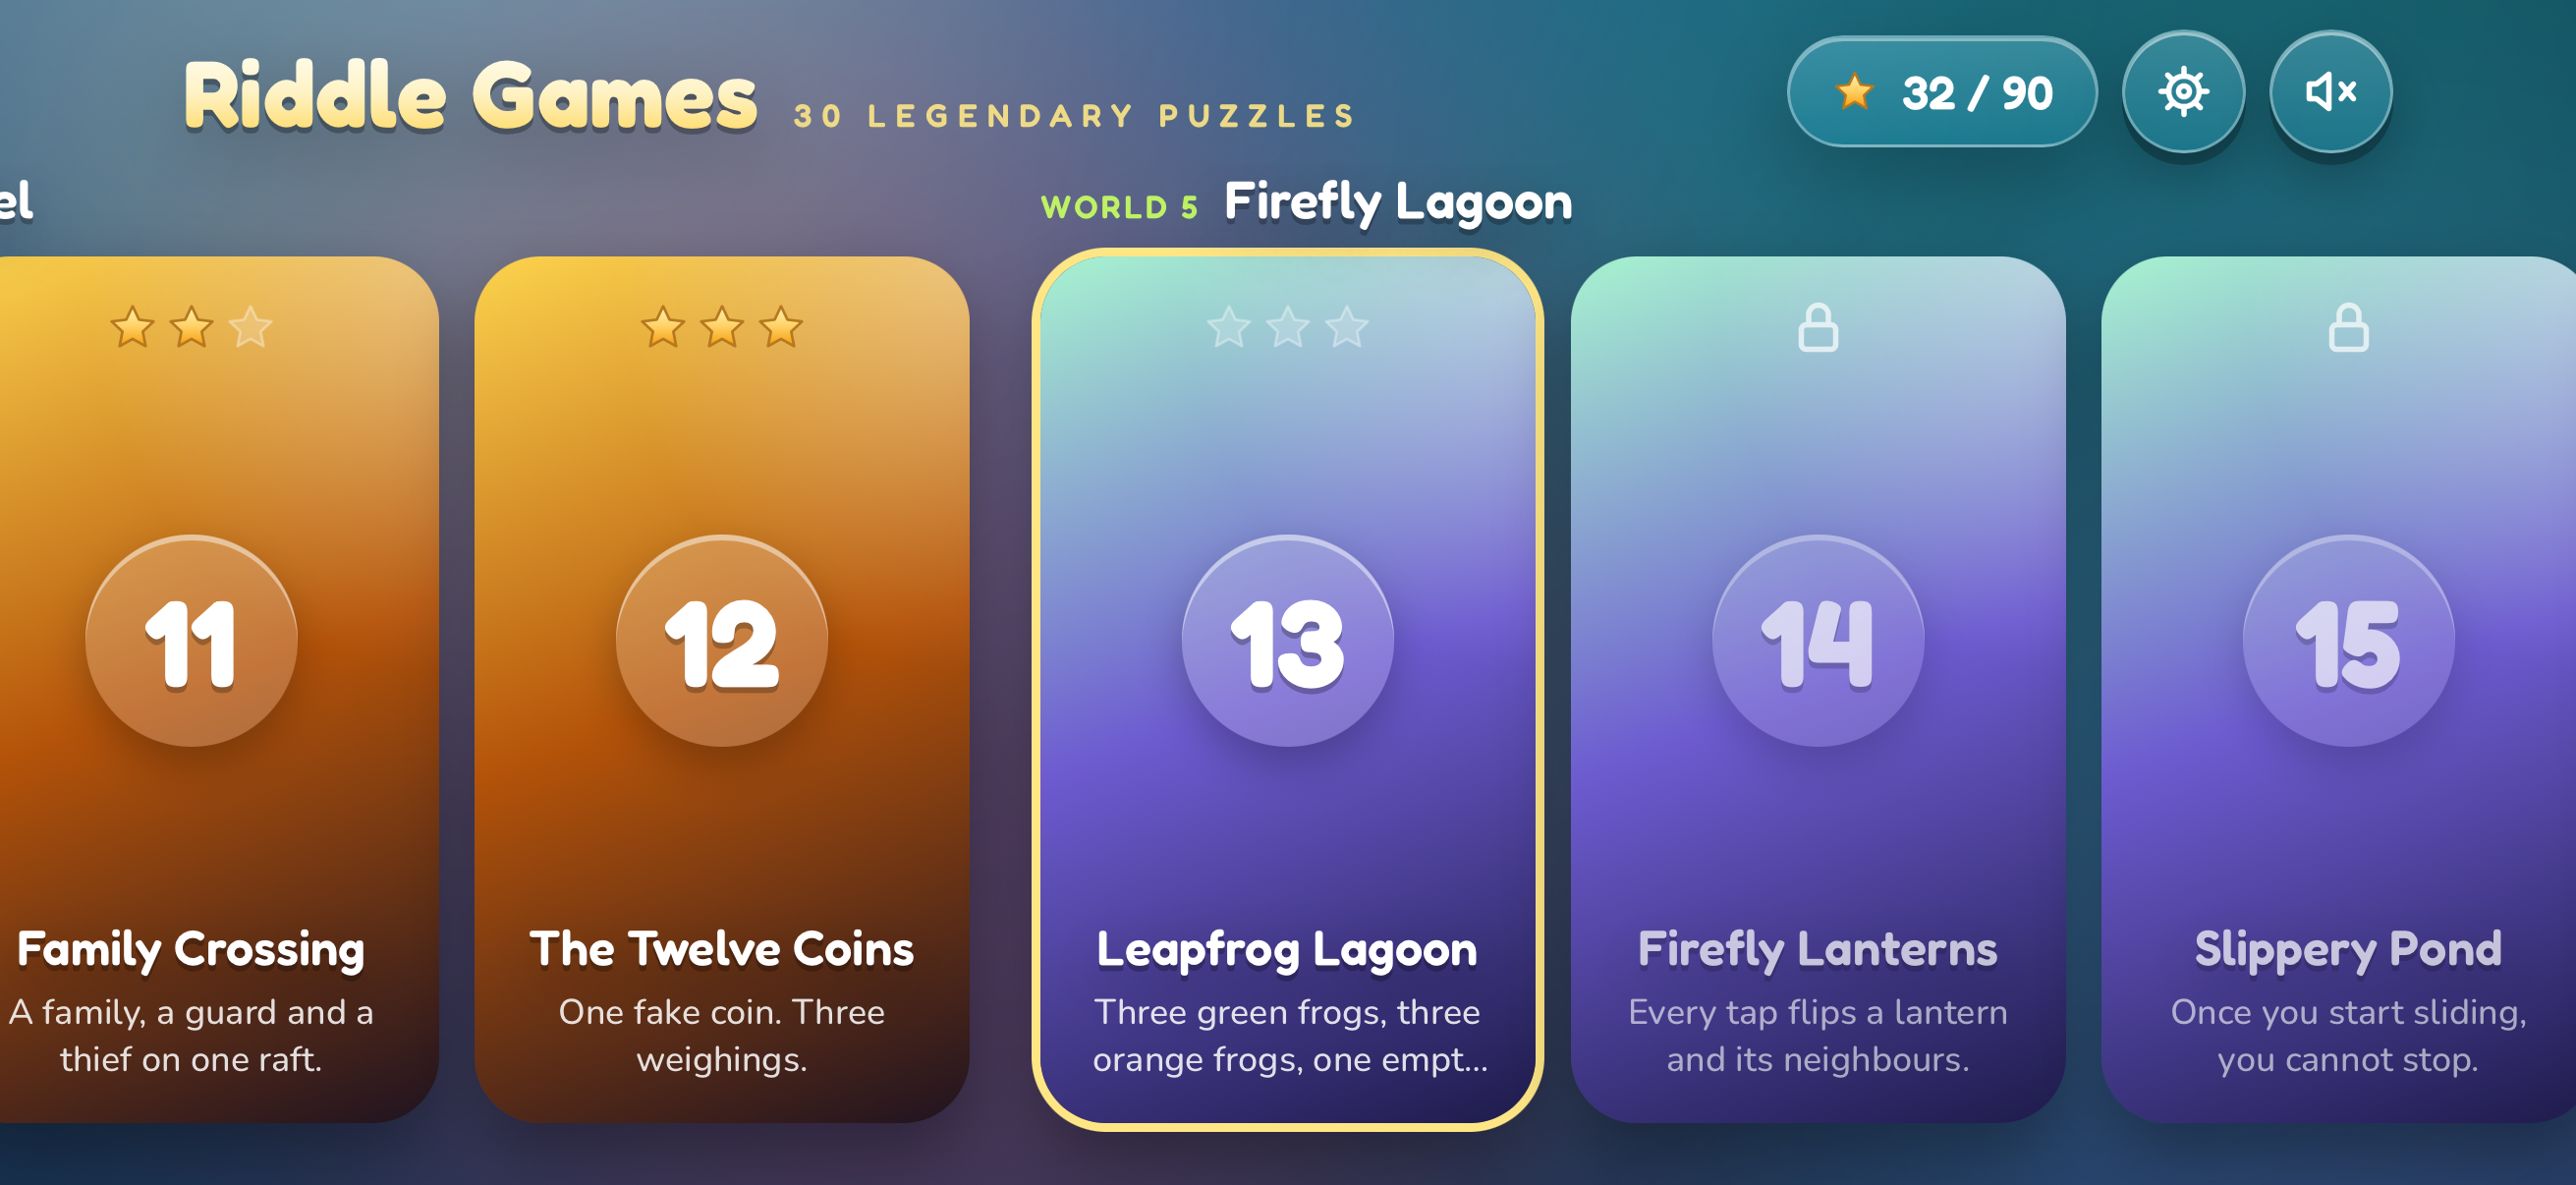 Riddle Games 30 LEGENDARY PUZZLES
32 / 90
el
WORLD 5 Firefly Lagoon
11
Family Crossing
A family, a guard and a
thief on one raft.
12
The Twelve Coins
One fake coin. Three
weighings.
13
Leapfrog Lagoon
Three green frogs, three
orange frogs, one empt...
14
Firefly Lanterns
Every tap flips a lantern
and its neighbours.
15
Slippery Pond
Once you start sliding,
you cannot stop.